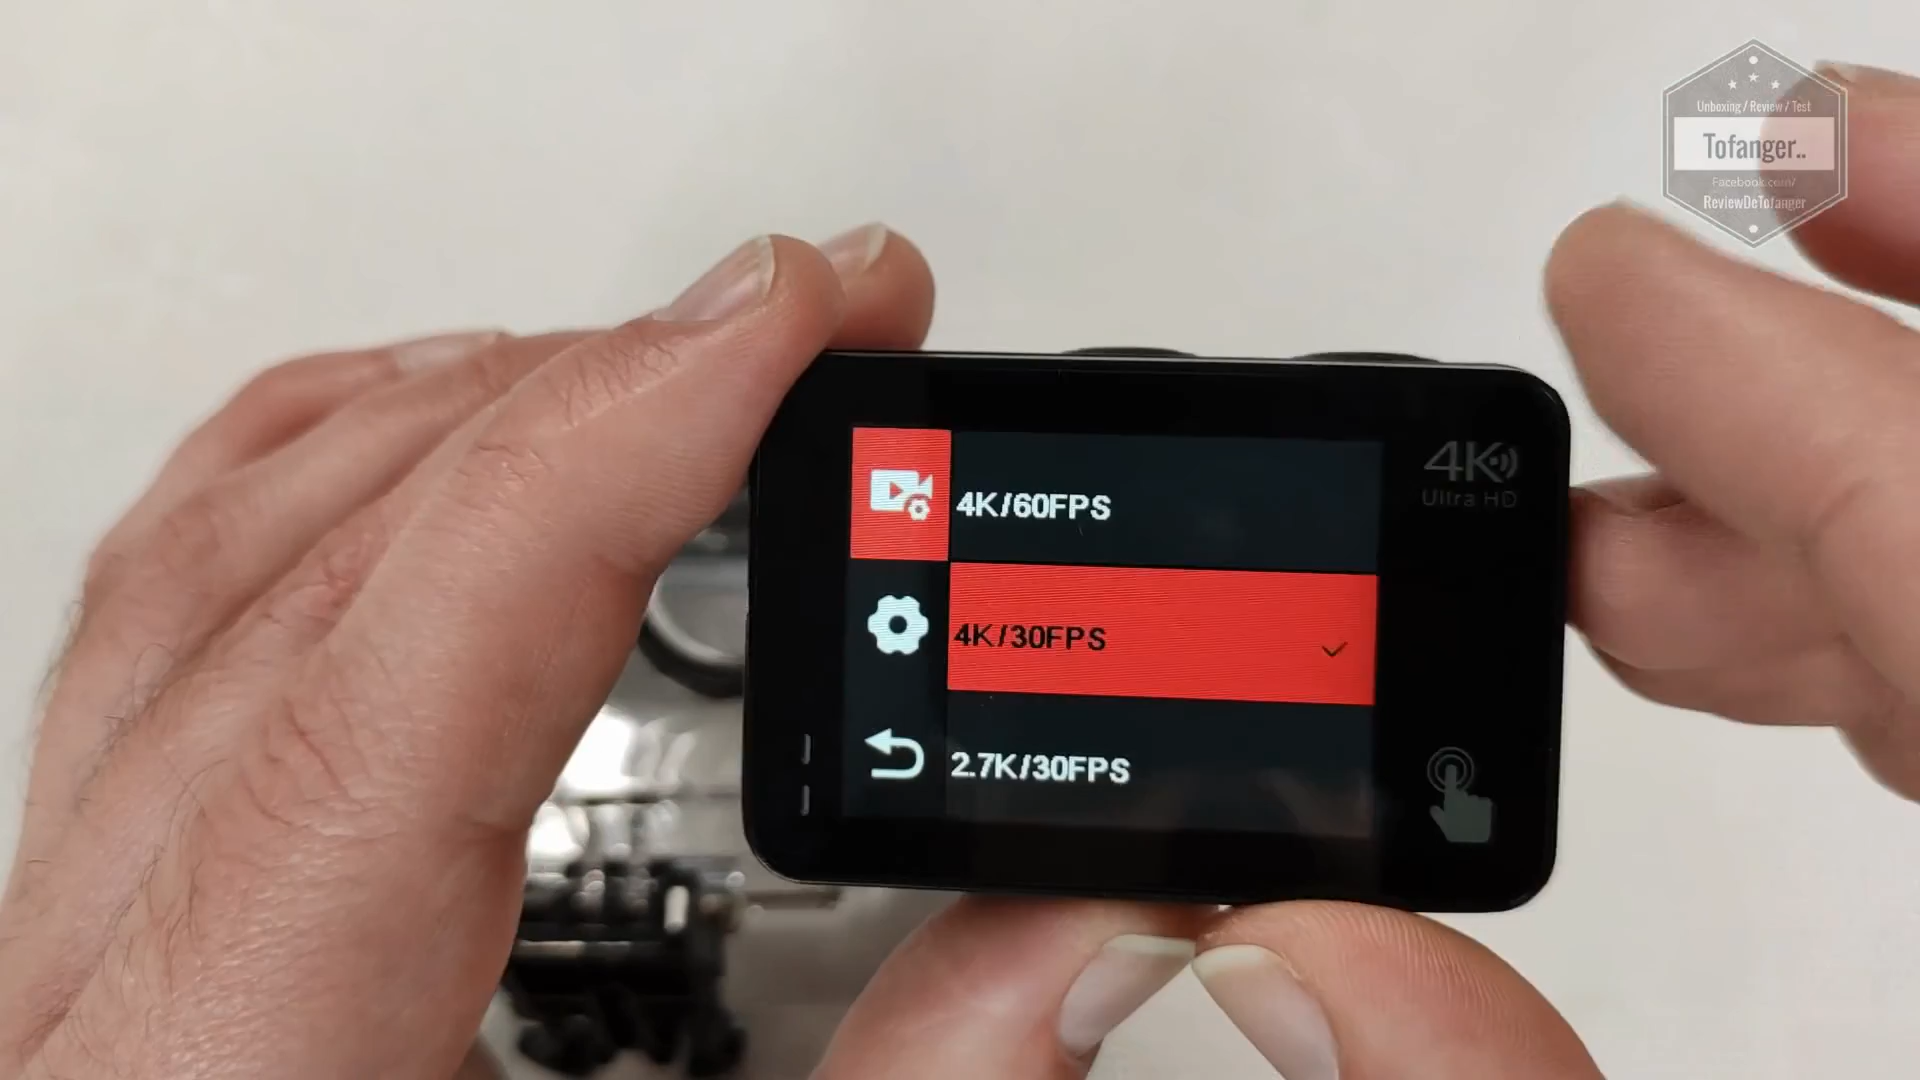 Unboxing / Review / Test
Tofanger..
Facebook.com/
ReviewDeTofanger
4K
Ultra HD
4K/60FPS
4K/30FPS
2.7K/30FPS